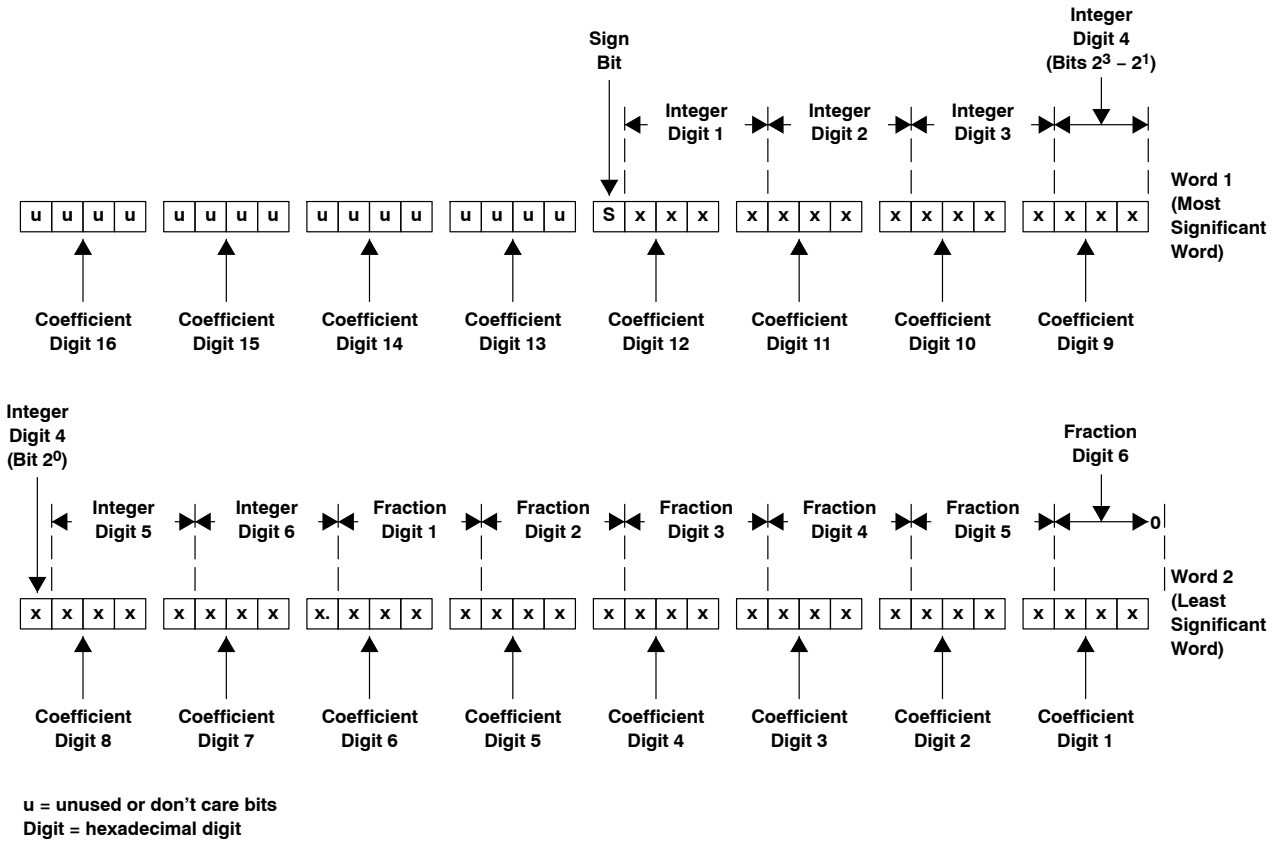 Integer
Digit 4
(Bits 2³ – 2¹)
Sign
Bit
Integer
Digit 1
Integer
Digit 2
Integer
Digit 3
u u u u u u u u u u u u u u u u S x x x x x x x x x x x x x x x
Word 1
(Most
Significant
Word)
Coefficient
Digit 16
Coefficient
Digit 15
Coefficient
Digit 14
Coefficient
Digit 13
Coefficient
Digit 12
Coefficient
Digit 11
Coefficient
Digit 10
Coefficient
Digit 9
Integer
Digit 4
(Bit 2⁰)
Integer
Digit 5
Integer
Digit 6
Fraction
Digit 1
Fraction
Digit 2
Fraction
Digit 3
Fraction
Digit 4
Fraction
Digit 5
Fraction
Digit 6
0
x x x x x x x x x. x x x x x x x x x x x x x x x x x x x x x x x
Word 2
(Least
Significant
Word)
Coefficient
Digit 8
Coefficient
Digit 7
Coefficient
Digit 6
Coefficient
Digit 5
Coefficient
Digit 4
Coefficient
Digit 3
Coefficient
Digit 2
Coefficient
Digit 1
u = unused or don’t care bits
Digit = hexadecimal digit